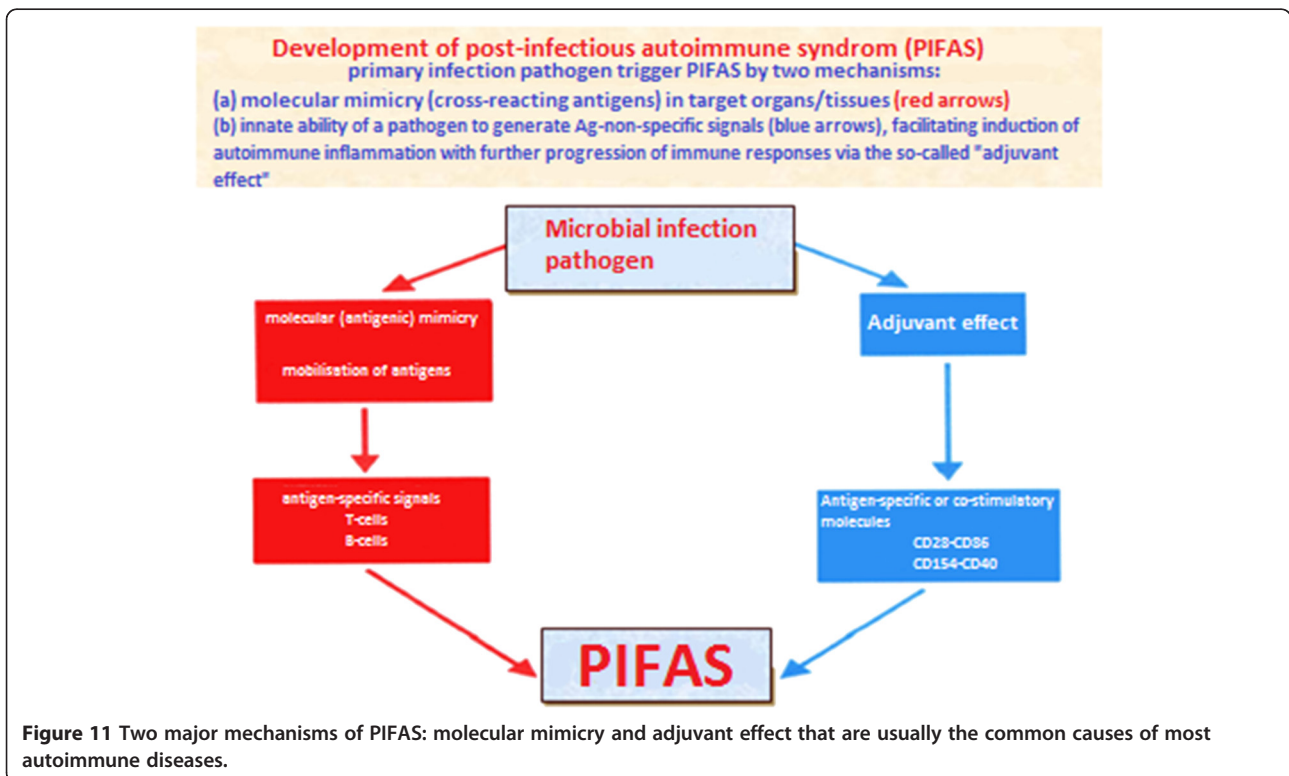 Development of post-infectious autoimmune syndrom (PIFAS)
primary infection pathogen trigger PIFAS by two mechanisms:
(a) molecular mimicry (cross-reacting antigens) in target organs/tissues (red arrows)
(b) innate ability of a pathogen to generate Ag-non-specific signals (blue arrows), facilitating induction of
autoimmune inflammation with further progression of immune responses via the so-called "adjuvant
effect"
Microbial infection
pathogen
molecular (antigenic) mimicry
mobilisation of antigens
Adjuvant effect
antigen-specific signals
T-cells
B-cells
Antigen-specific or co-stimulatory
molecules
CD28-CD86
CD154-CD40
PIFAS
Figure 11 Two major mechanisms of PIFAS: molecular mimicry and adjuvant effect that are usually the common causes of most
autoimmune diseases.